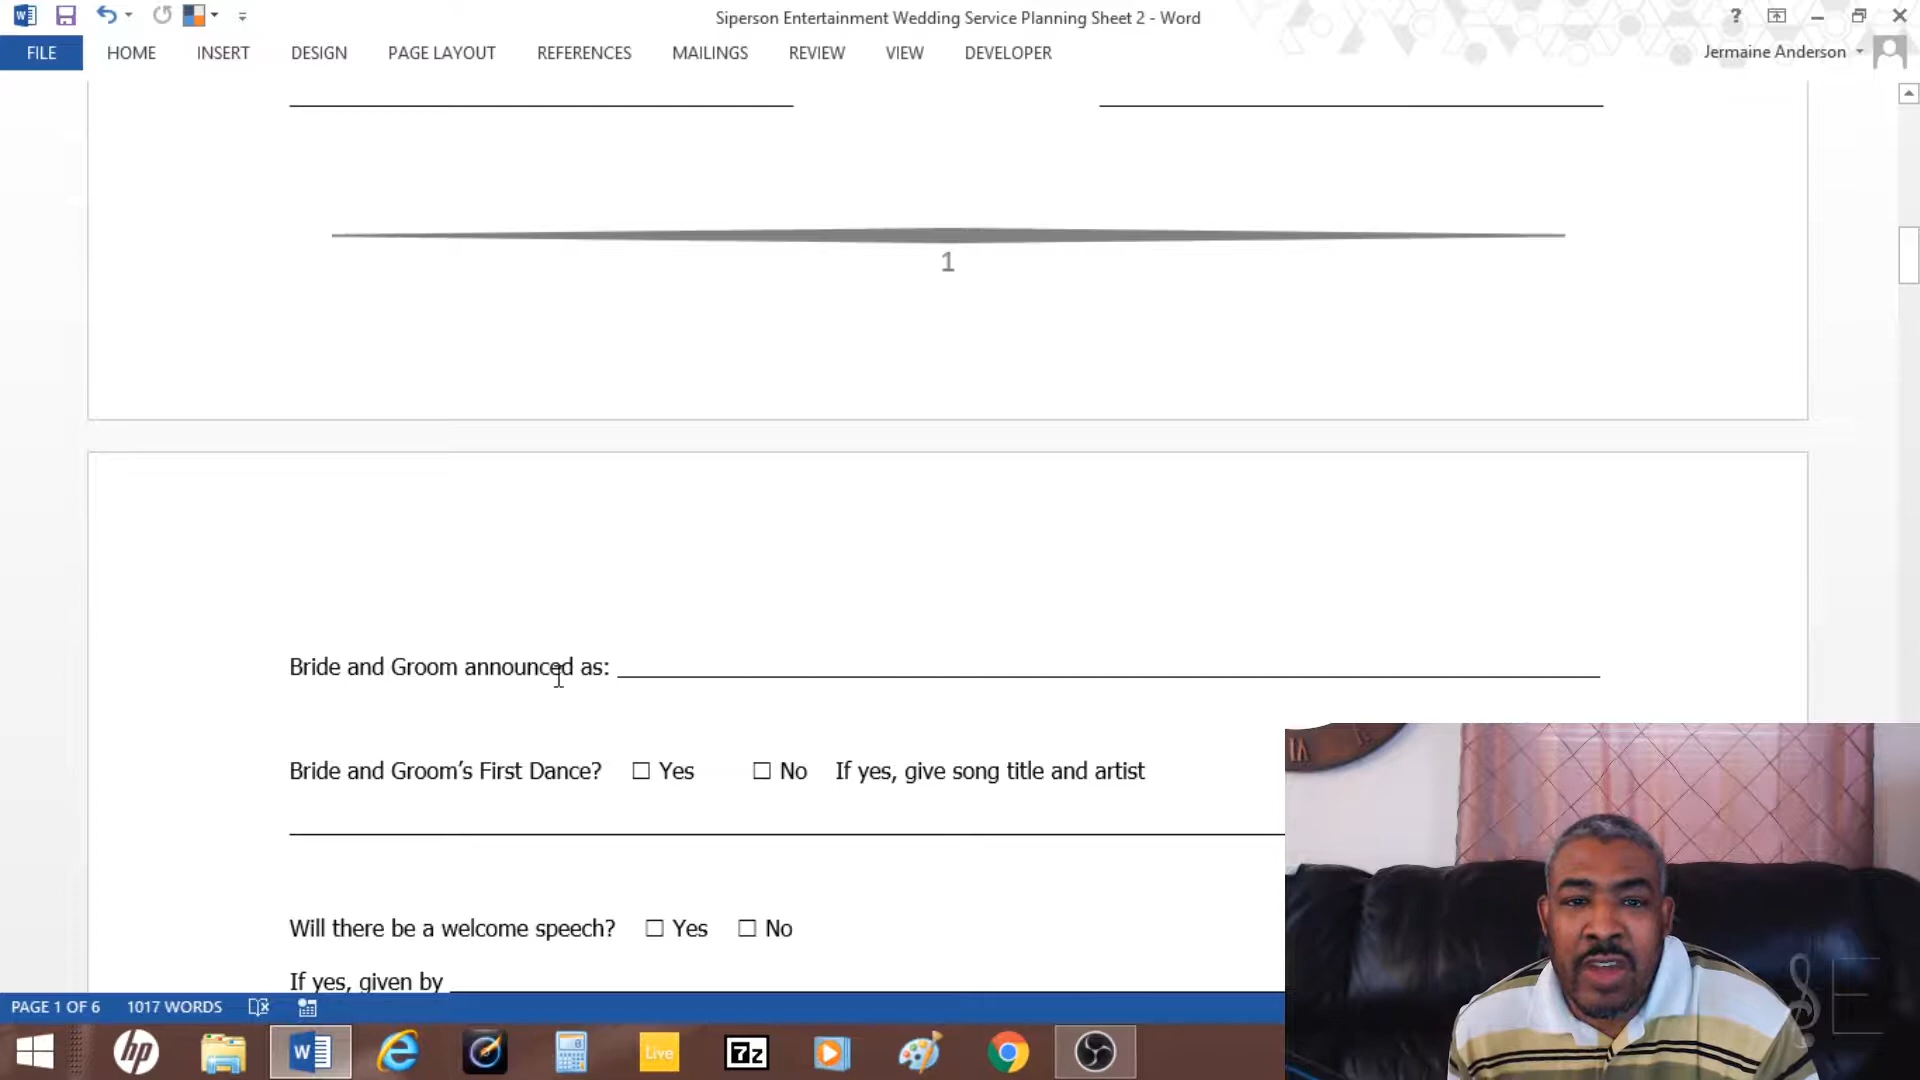 Siperson Entertainment Wedding Service Planning Sheet 2 - Word
?
FILE HOME INSERT DESIGN PAGE LAYOUT REFERENCES MAILINGS REVIEW VIEW DEVELOPER
Jermaine Anderson
1
Bride and Groom announced as:
Bride and Groom’s First Dance? ☐ Yes ☐ No If yes, give song title and artist
Will there be a welcome speech? ☐ Yes ☐ No
If yes, given by
PAGE 1 OF 6 1017 WORDS
hp
Live
7z